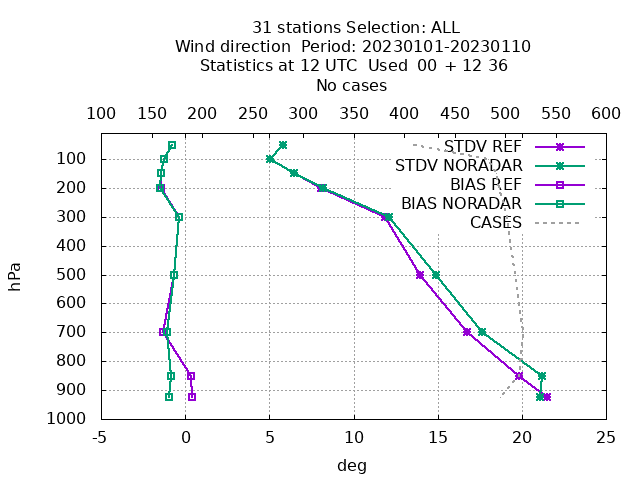 31 stations Selection: ALL
Wind direction  Period: 20230101-20230110
Statistics at 12 UTC  Used  00 + 12 36
No cases
100 150 200 250 300 350 400 450 500 550 600
STDV REF
STDV NORADAR
BIAS REF
BIAS NORADAR
CASES
100
200
300
400
500
600
700
800
900
1000
hPa
-5 0 5 10 15 20 25
deg